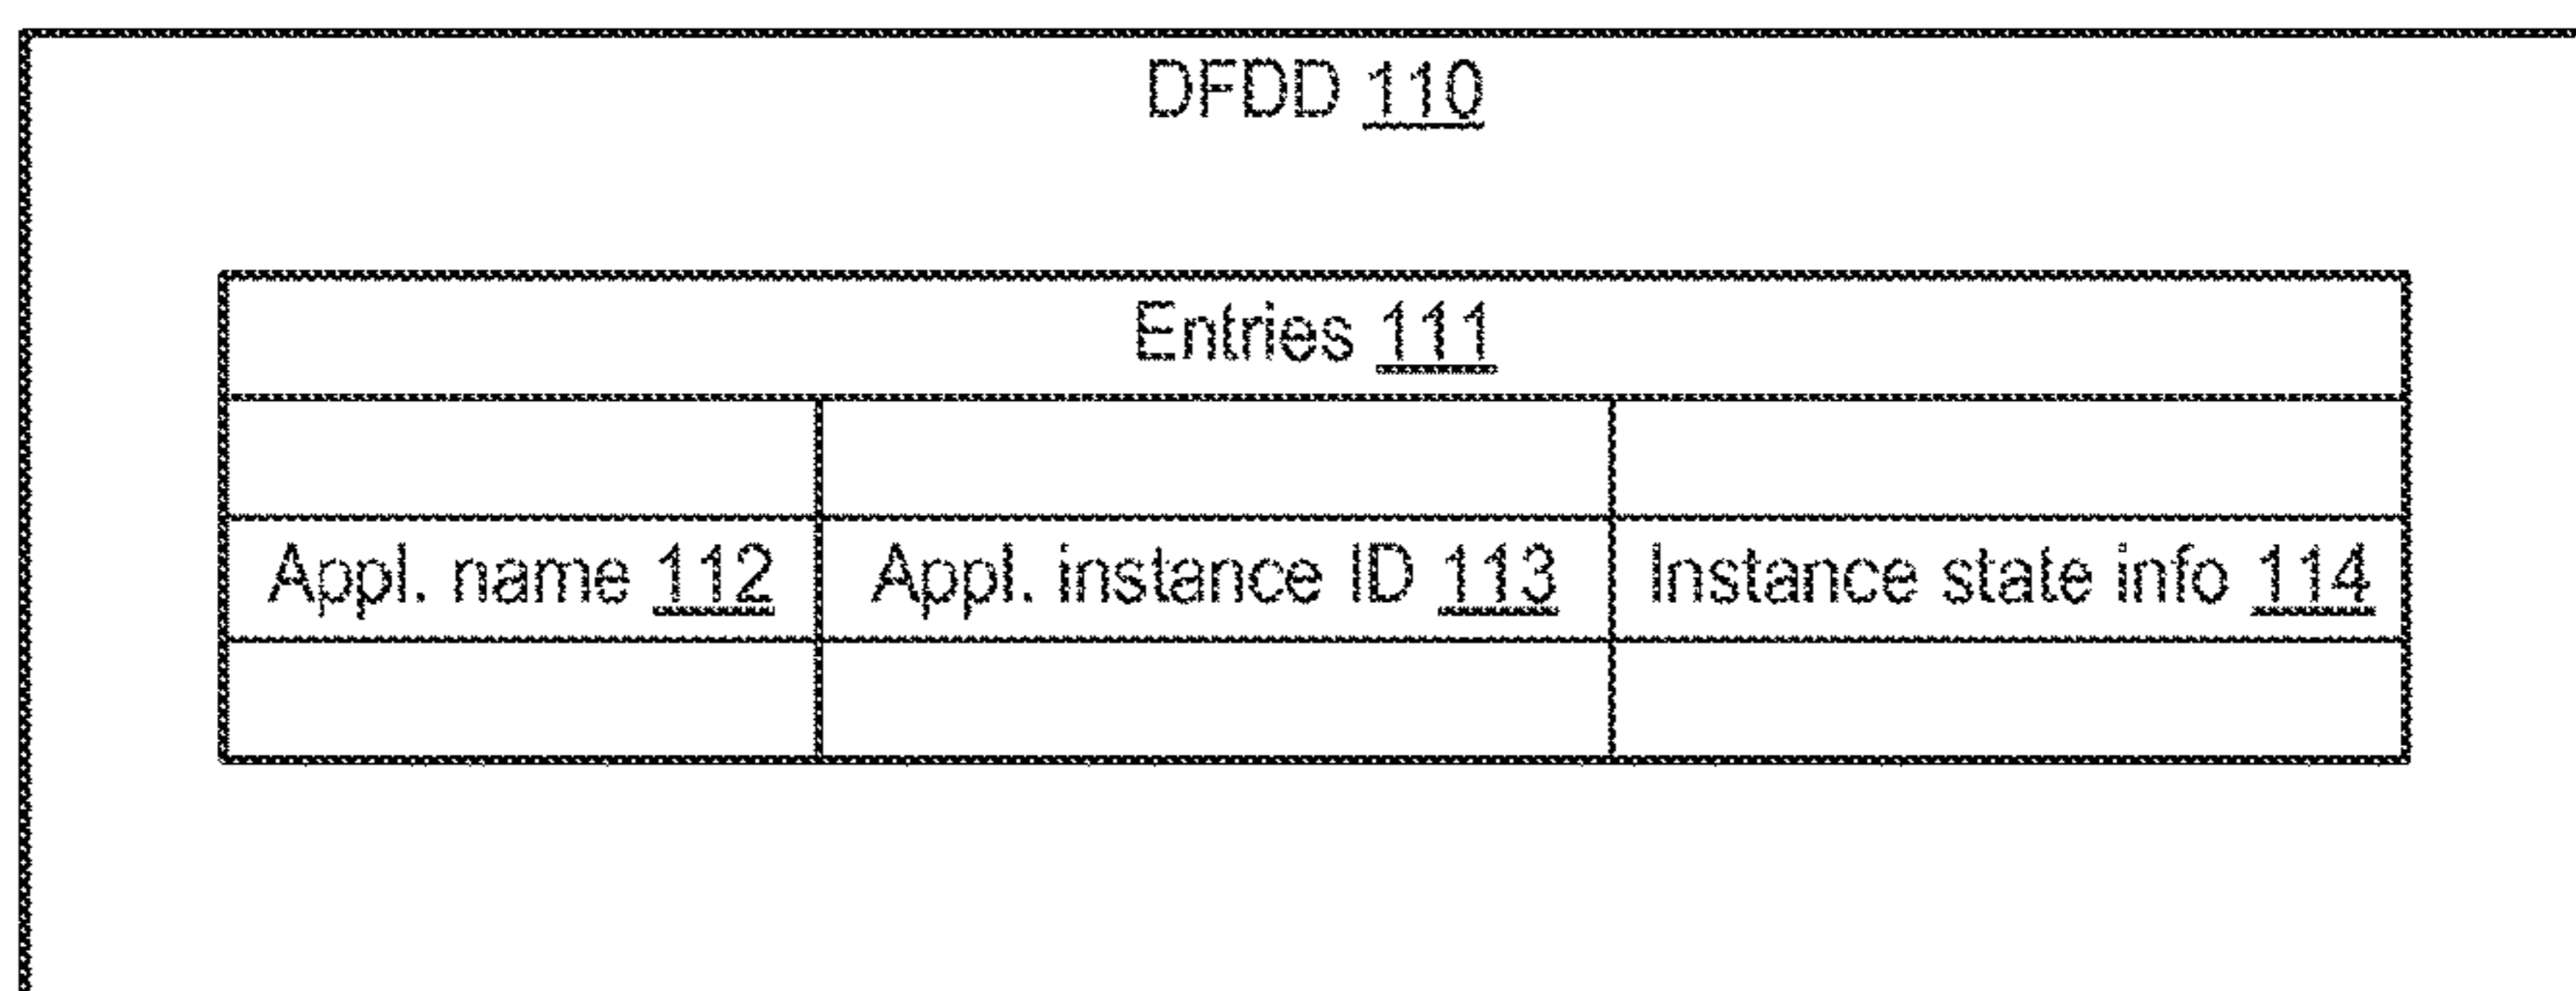 DFDD 110
Entries 111
Appl. name 112 Appl. instance ID 113 Instance state info 114